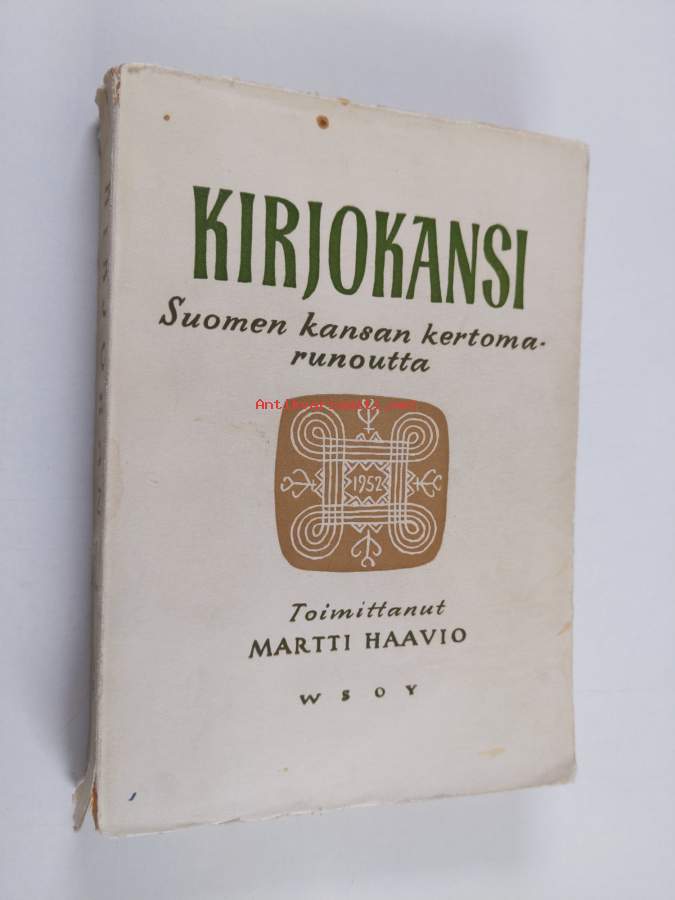 KIRJOKANSI
Suomen kansan kertoma-
runoutta
1952
Toimittanut
MARTTI HAAVIO
WSOY